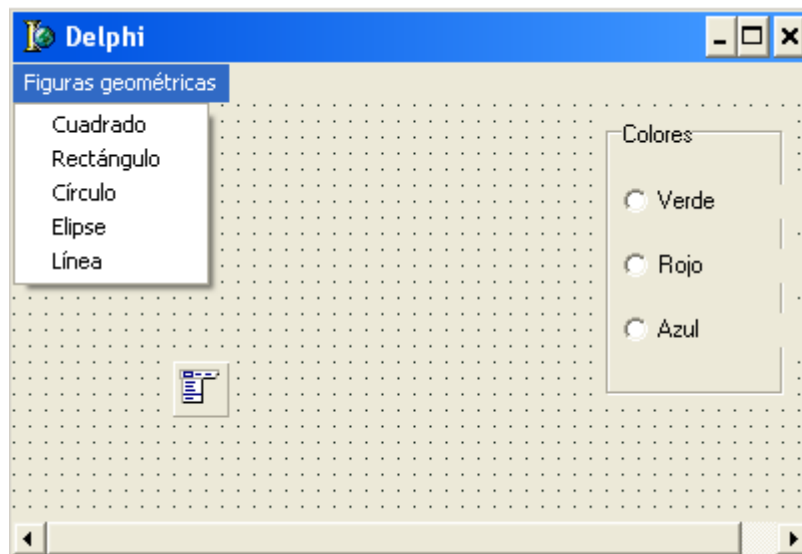 Delphi
Figuras geométricas
Cuadrado
Rectángulo
Círculo
Elipse
Línea
Colores
Verde
Rojo
Azul